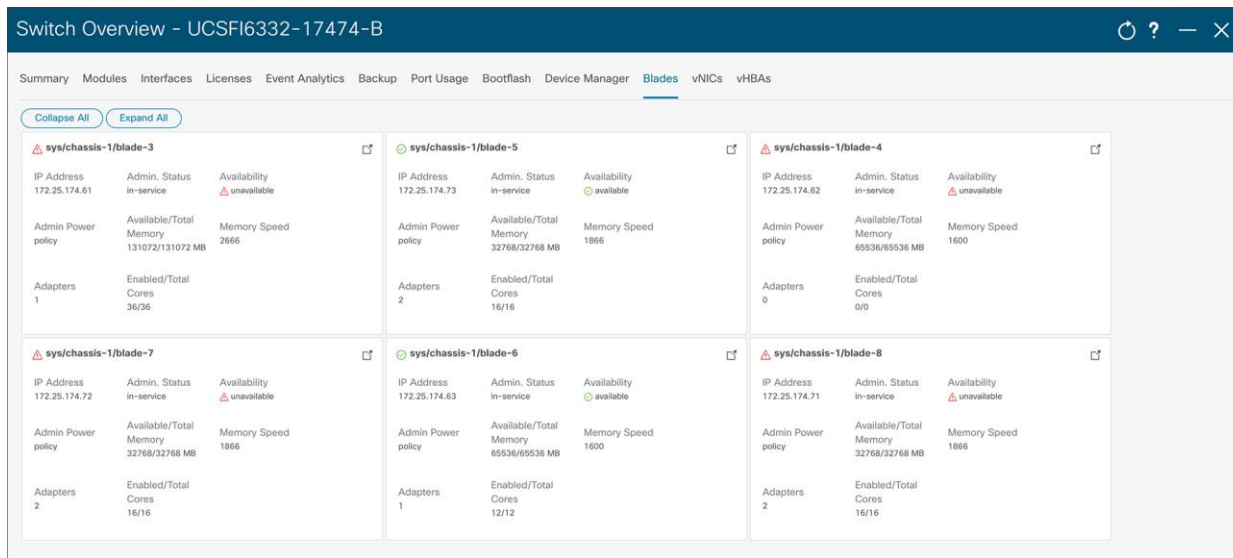 Switch Overview - UCSFI6332-17474-B
?
Summary Modules Interfaces Licenses Event Analytics Backup Port Usage Bootflash Device Manager Blades vNICs vHBAs
Collapse All Expand All
sys/chassis-1/blade-3
IP Address Admin. Status Availability
172.25.174.61 in-service unavailable
Admin Power Available/Total Memory Speed
Memory
policy 131072/131072 MB 2666
Adapters Enabled/Total
Cores
1 36/36
sys/chassis-1/blade-5
IP Address Admin. Status Availability
172.25.174.73 in-service available
Admin Power Available/Total Memory Speed
Memory
policy 32768/32768 MB 1866
Adapters Enabled/Total
Cores
2 16/16
sys/chassis-1/blade-4
IP Address Admin. Status Availability
172.25.174.62 in-service unavailable
Admin Power Available/Total Memory Speed
Memory
policy 65536/65536 MB 1600
Adapters Enabled/Total
Cores
0 0/0
sys/chassis-1/blade-7
IP Address Admin. Status Availability
172.25.174.72 in-service unavailable
Admin Power Available/Total Memory Speed
Memory
policy 32768/32768 MB 1866
Adapters Enabled/Total
Cores
2 16/16
sys/chassis-1/blade-6
IP Address Admin. Status Availability
172.25.174.63 in-service available
Admin Power Available/Total Memory Speed
Memory
policy 65536/65536 MB 1600
Adapters Enabled/Total
Cores
1 12/12
sys/chassis-1/blade-8
IP Address Admin. Status Availability
172.25.174.71 in-service unavailable
Admin Power Available/Total Memory Speed
Memory
policy 32768/32768 MB 1866
Adapters Enabled/Total
Cores
2 16/16